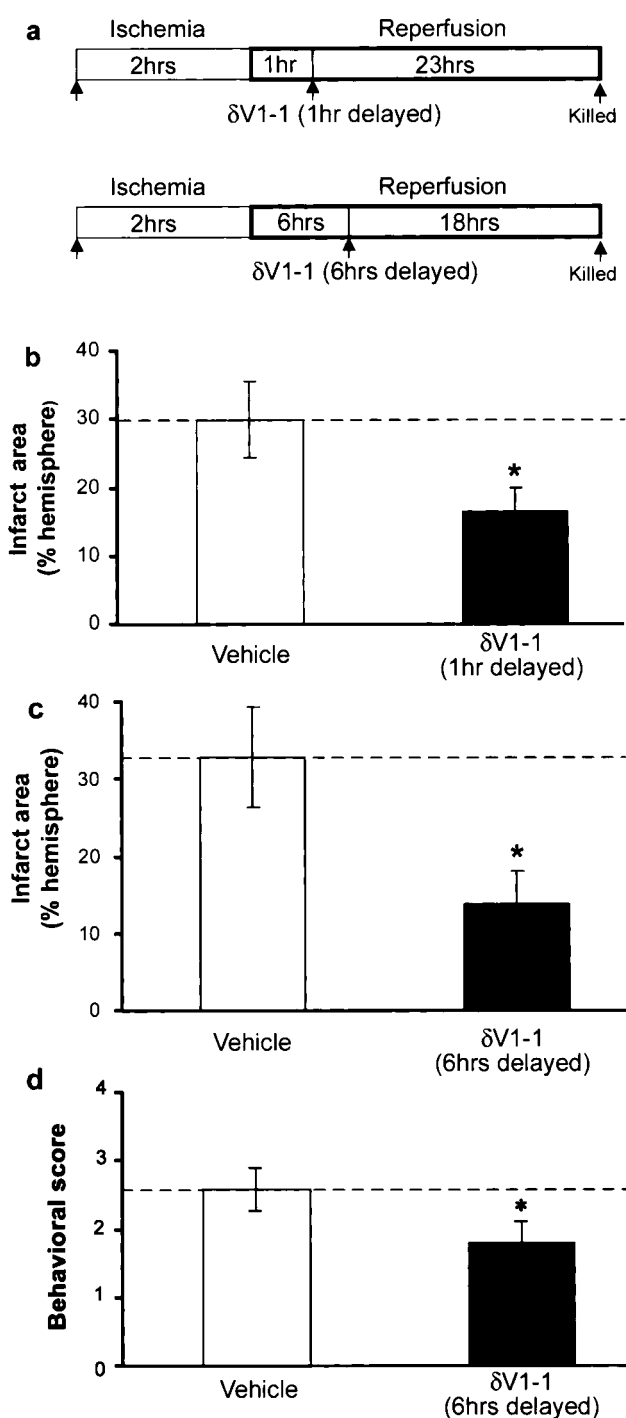 a
Ischemia Reperfusion
2hrs 1hr 23hrs
δV1-1 (1hr delayed) Killed
Ischemia Reperfusion
2hrs 6hrs 18hrs
δV1-1 (6hrs delayed) Killed
b
Infarct area
(% hemisphere)
40
30
20
10
0
*
Vehicle
δV1-1
(1hr delayed)
c
Infarct area
(% hemisphere)
40
30
20
10
0
*
Vehicle
δV1-1
(6hrs delayed)
d
Behavioral score
4
3
2
1
0
*
Vehicle
δV1-1
(6hrs delayed)